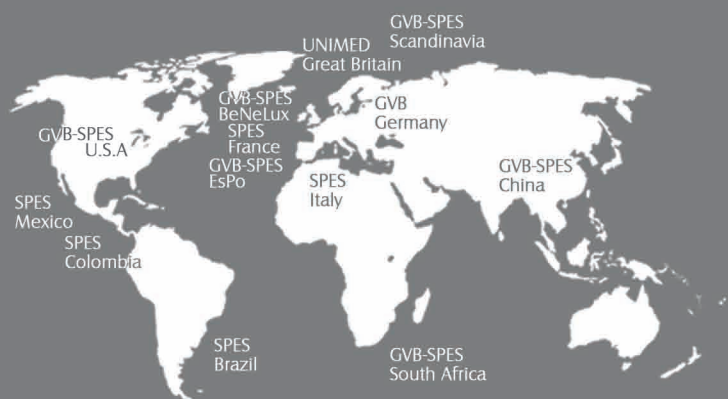 GVB-SPES
Scandinavia
UNIMED
Great Britain
GVB-SPES
BeNeLux
SPES
France
GVB-SPES
EsPo
GVB
Germany
GVB-SPES
U.S.A
SPES
Italy
GVB-SPES
China
SPES
Mexico
SPES
Colombia
SPES
Brazil
GVB-SPES
South Africa